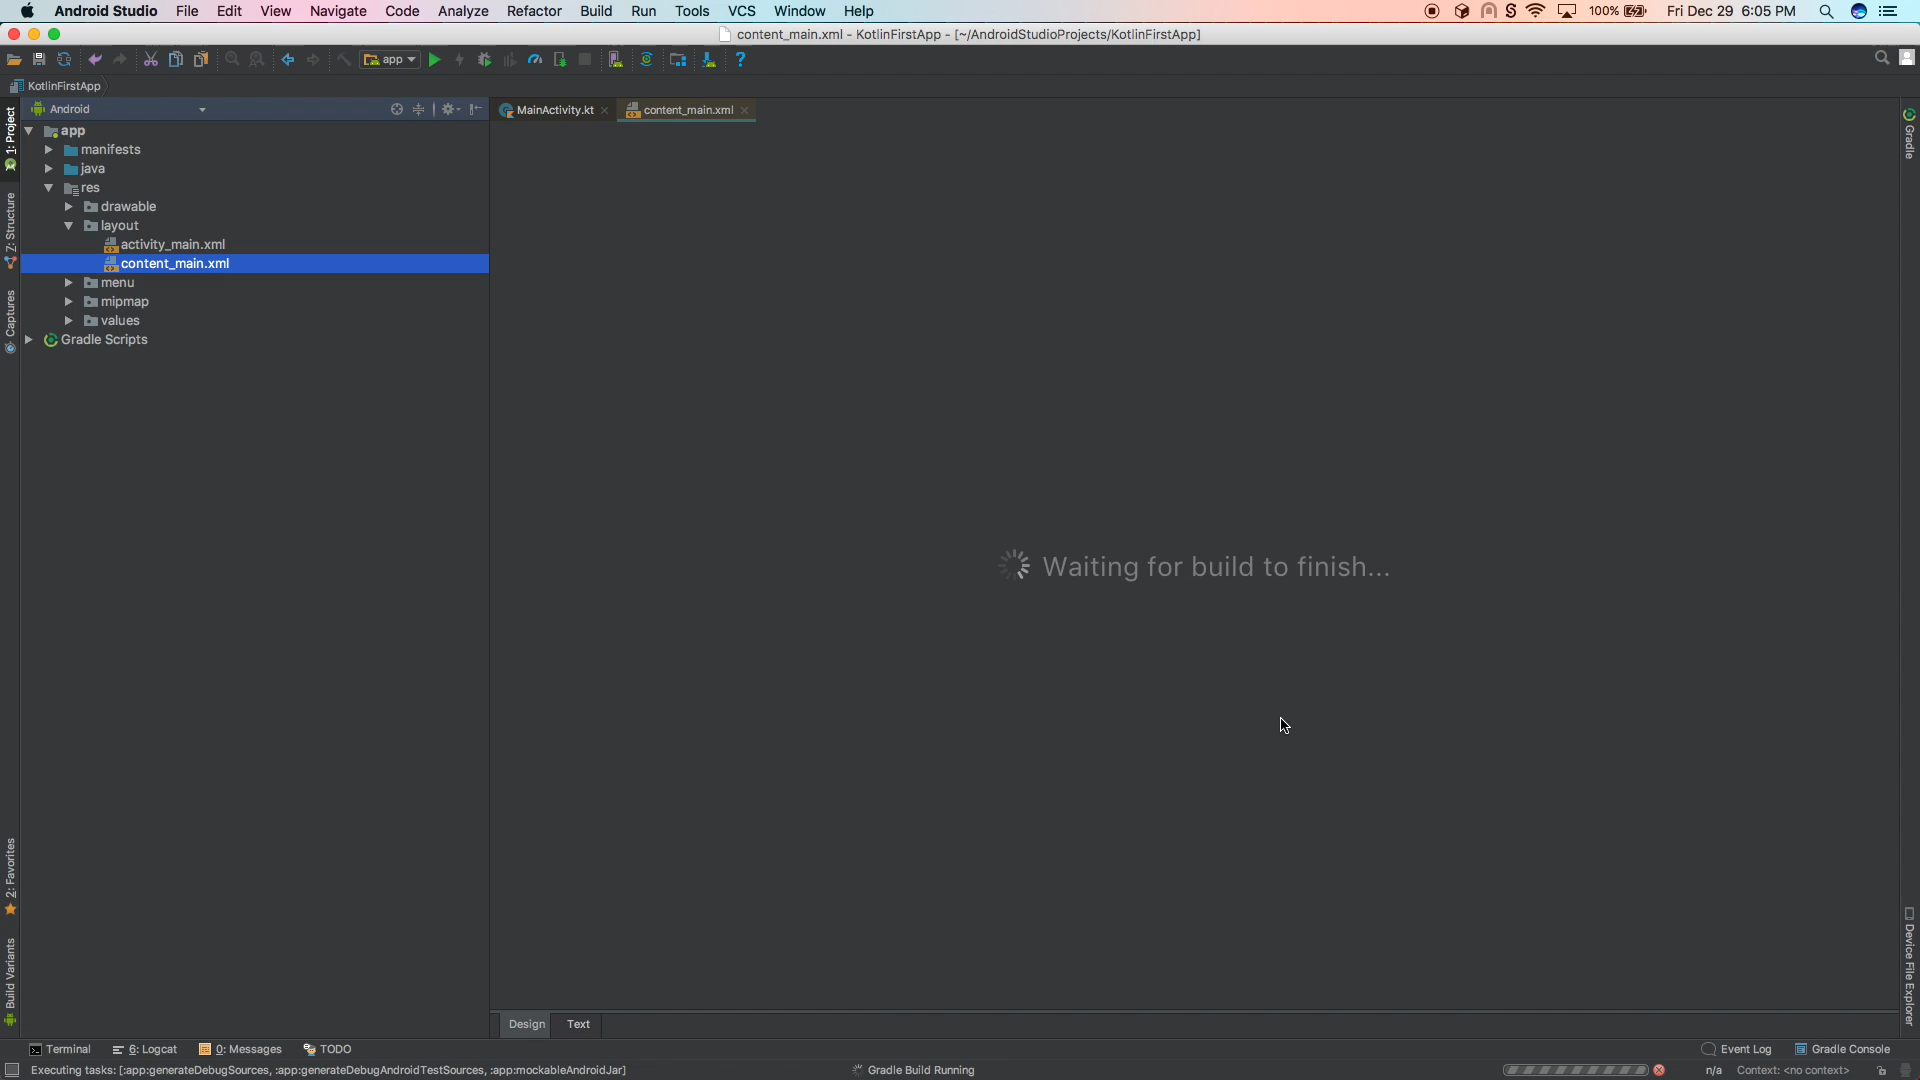 Android Studio File Edit View Navigate Code Analyze Refactor Build Run Tools VCS Window Help 100% Fri Dec 29 6:05 PM
content_main.xml - KotlinFirstApp - [~/AndroidStudioProjects/KotlinFirstApp]
app
KotlinFirstApp
Android
MainActivity.kt
content_main.xml
1: Project
Z: Structure
Captures
2: Favorites
Build Variants
app
manifests
java
res
drawable
layout
activity_main.xml
content_main.xml
menu
mipmap
values
Gradle Scripts
Waiting for build to finish...
Gradle
Device File Explorer
Design Text
Terminal 6: Logcat 0: Messages TODO Event Log Gradle Console
Executing tasks: [:app:generateDebugSources, :app:generateDebugAndroidTestSources, :app:mockableAndroidJar] Gradle Build Running n/a Context: <no context>